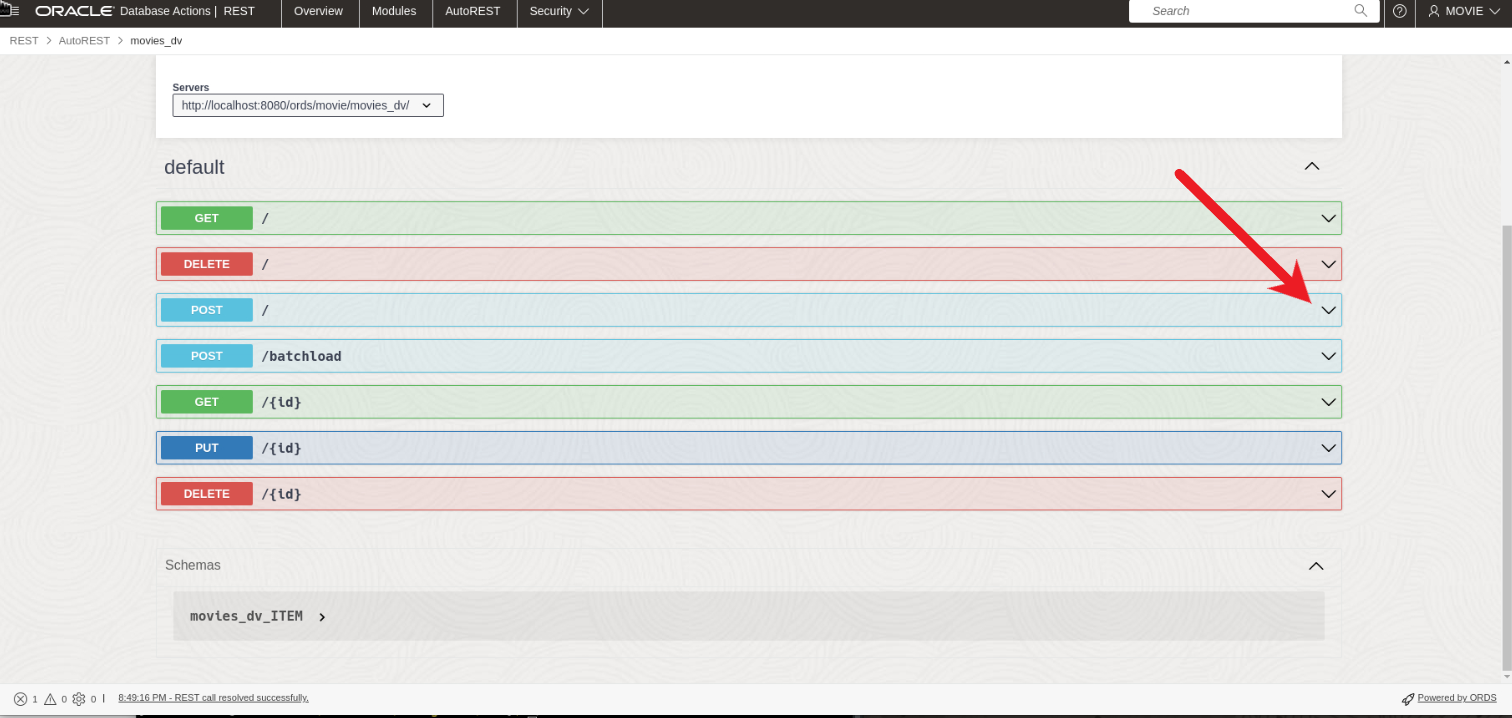 ORACLE Database Actions | REST Overview Modules AutoREST Security Search MOVIE
REST > AutoREST > movies_dv
Servers
http://localhost:8080/ords/movie/movies_dv/
default
GET /
DELETE /
POST /
POST /batchload
GET /{id}
PUT /{id}
DELETE /{id}
Schemas
movies_dv_ITEM
1 0 0 | 8:49:16 PM - REST call resolved successfully. Powered by ORDS